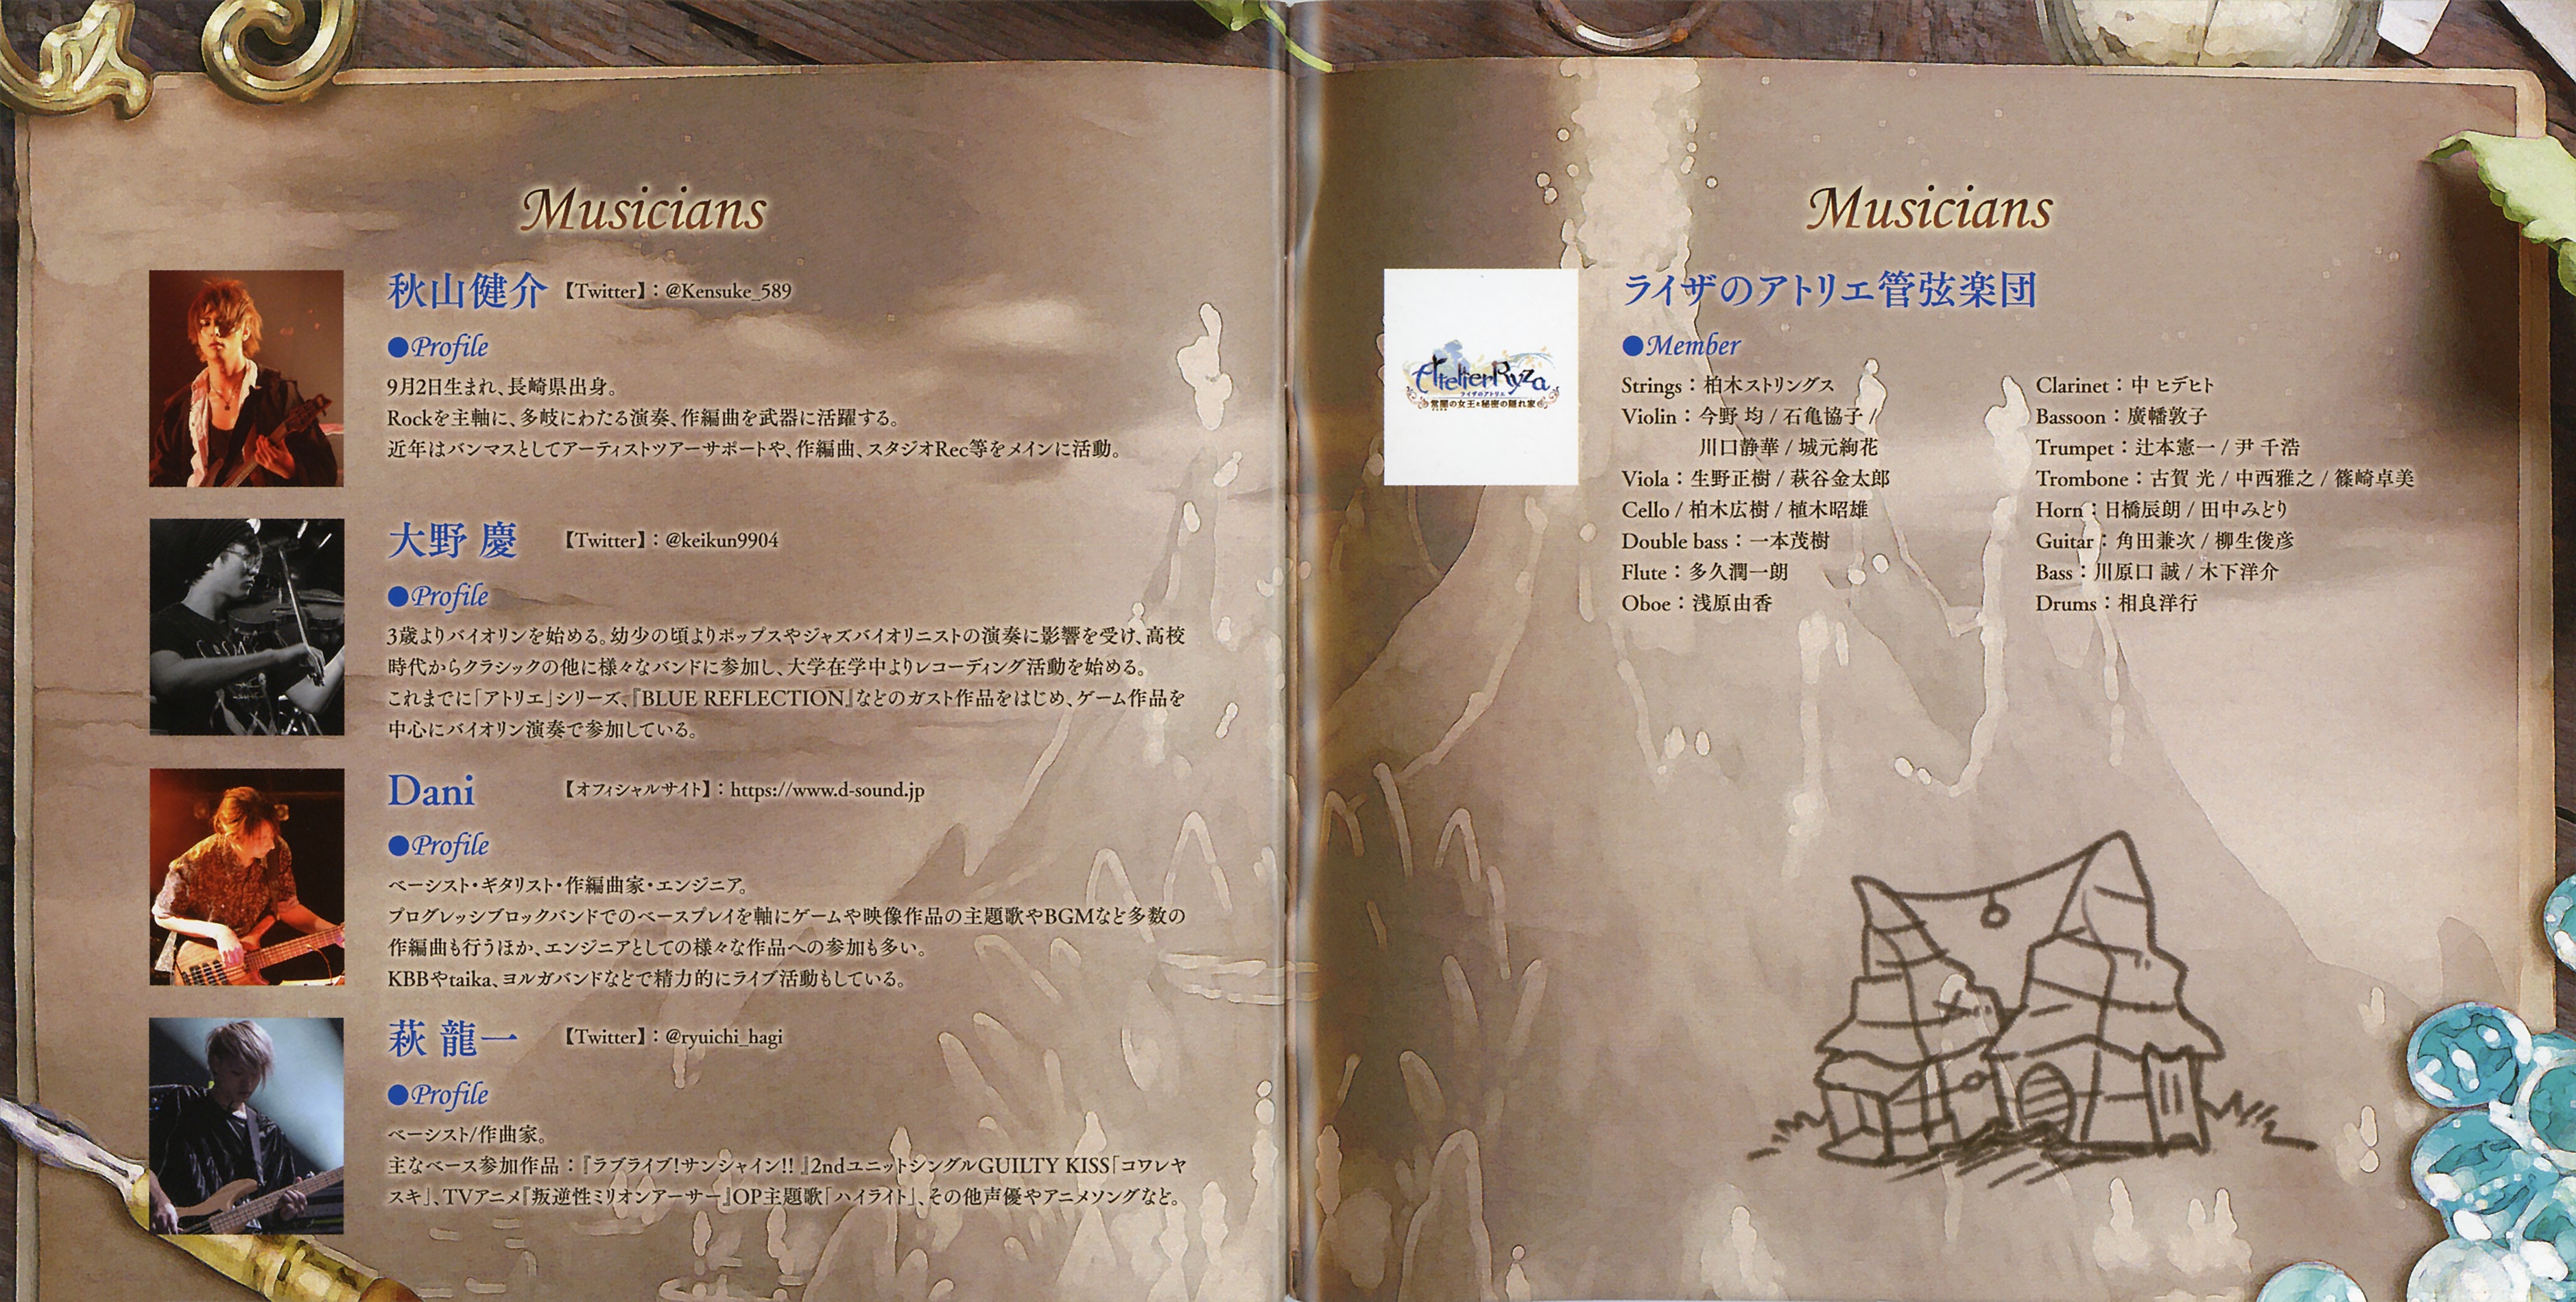 Musicians
秋山健介 【Twitter】：@Kensuke_589
●Profile
9月2日生まれ、長崎県出身。
Rockを主軸に、多岐にわたる演奏、作編曲を武器に活躍する。
近年はバンマスとしてアーティストツアーサポートや、作編曲、スタジオRec等をメインに活動。
大野 慶 【Twitter】：@keikun9904
●Profile
3歳よりバイオリンを始める。幼少の頃よりポップスやジャズバイオリニストの演奏に影響を受け、高校
時代からクラシックの他に様々なバンドに参加し、大学在学中よりレコーディング活動を始める。
これまでに「アトリエ」シリーズ、『BLUE REFLECTION』などのガスト作品をはじめ、ゲーム作品を
中心にバイオリン演奏で参加している。
Dani 【オフィシャルサイト】：https://www.d-sound.jp
●Profile
ベーシスト・ギタリスト・作編曲家・エンジニア。
プログレッシブロックバンドでのベースプレイを軸にゲームや映像作品の主題歌やBGMなど多数の
作編曲も行うほか、エンジニアとしての様々な作品への参加も多い。
KBBやtaika、ヨルガバンドなどで精力的にライブ活動もしている。
萩 龍一 【Twitter】：@ryuichi_hagi
●Profile
ベーシスト/作曲家。
主なベース参加作品：『ラブライブ!サンシャイン!! 』2ndユニットシングルGUILTY KISS「コワレヤ
スキ」、TVアニメ『叛逆性ミリオンアーサー』OP主題歌「ハイライト」、その他声優やアニメソングなど。
Musicians
Atelier Ryza
ライザのアトリエ
常闇の女王と秘密の隠れ家
ライザのアトリエ管弦楽団
●Member
Strings：柏木ストリングス
Violin：今野 均 / 石亀協子 /
川口静華 / 城元絢花
Viola：生野正樹 / 萩谷金太郎
Cello / 柏木広樹 / 植木昭雄
Double bass：一本茂樹
Flute：多久潤一朗
Oboe：浅原由香
Clarinet：中 ヒデヒト
Bassoon：廣幡敦子
Trumpet：辻本憲一 / 尹 千浩
Trombone：古賀 光 / 中西雅之 / 篠崎卓美
Horn：日橋辰朗 / 田中みどり
Guitar：角田兼次 / 柳生俊彦
Bass：川原口 誠 / 木下洋介
Drums：相良洋行